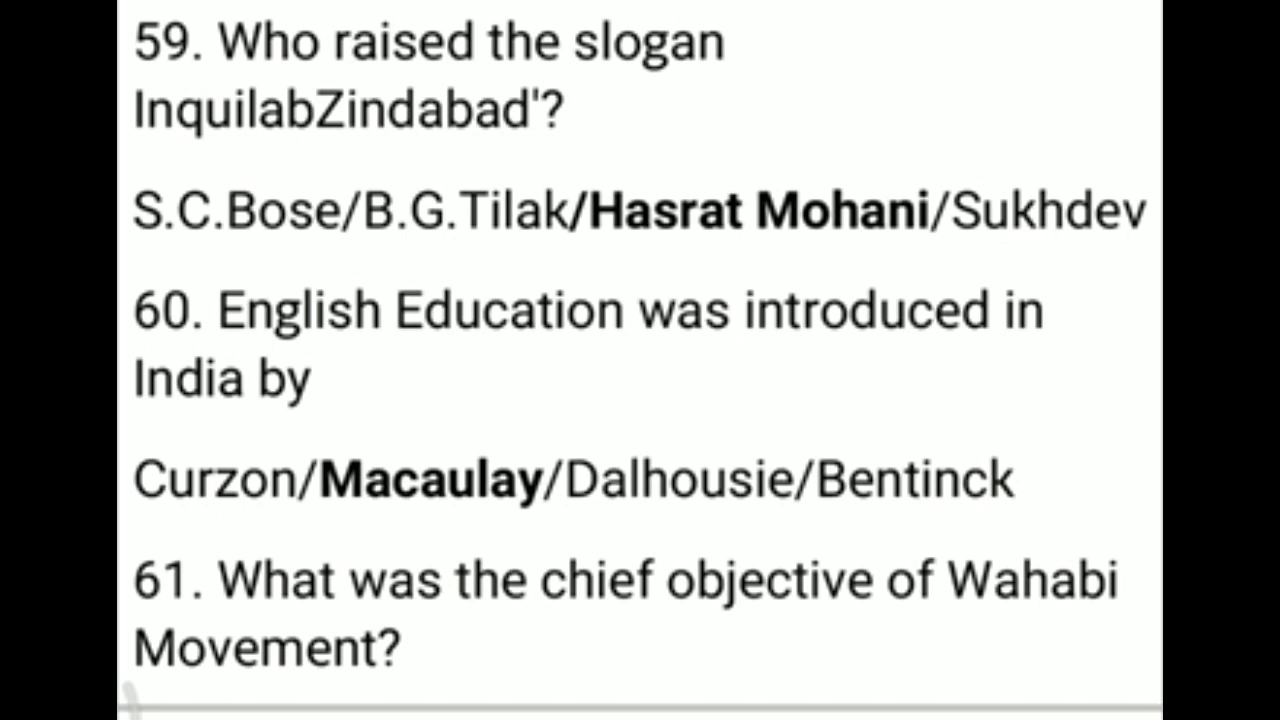 59. Who raised the slogan
InquilabZindabad'?
S.C.Bose/B.G.Tilak/Hasrat Mohani/Sukhdev
60. English Education was introduced in
India by
Curzon/Macaulay/Dalhousie/Bentinck
61. What was the chief objective of Wahabi
Movement?